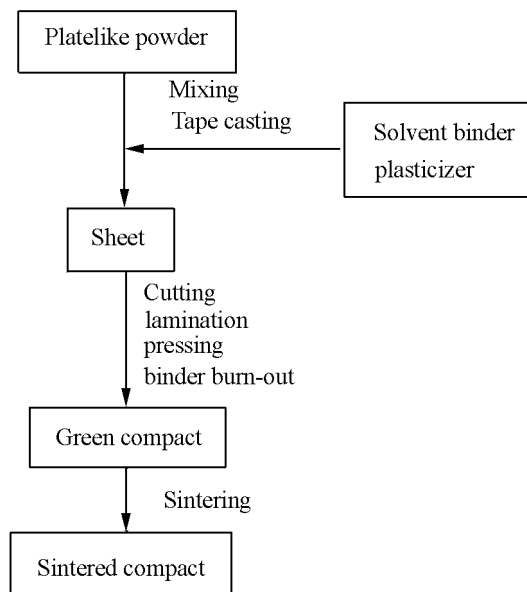 Platelike powder
Mixing
Tape casting
Solvent binder
plasticizer
Sheet
Cutting
lamination
pressing
binder burn-out
Green compact
Sintering
Sintered compact